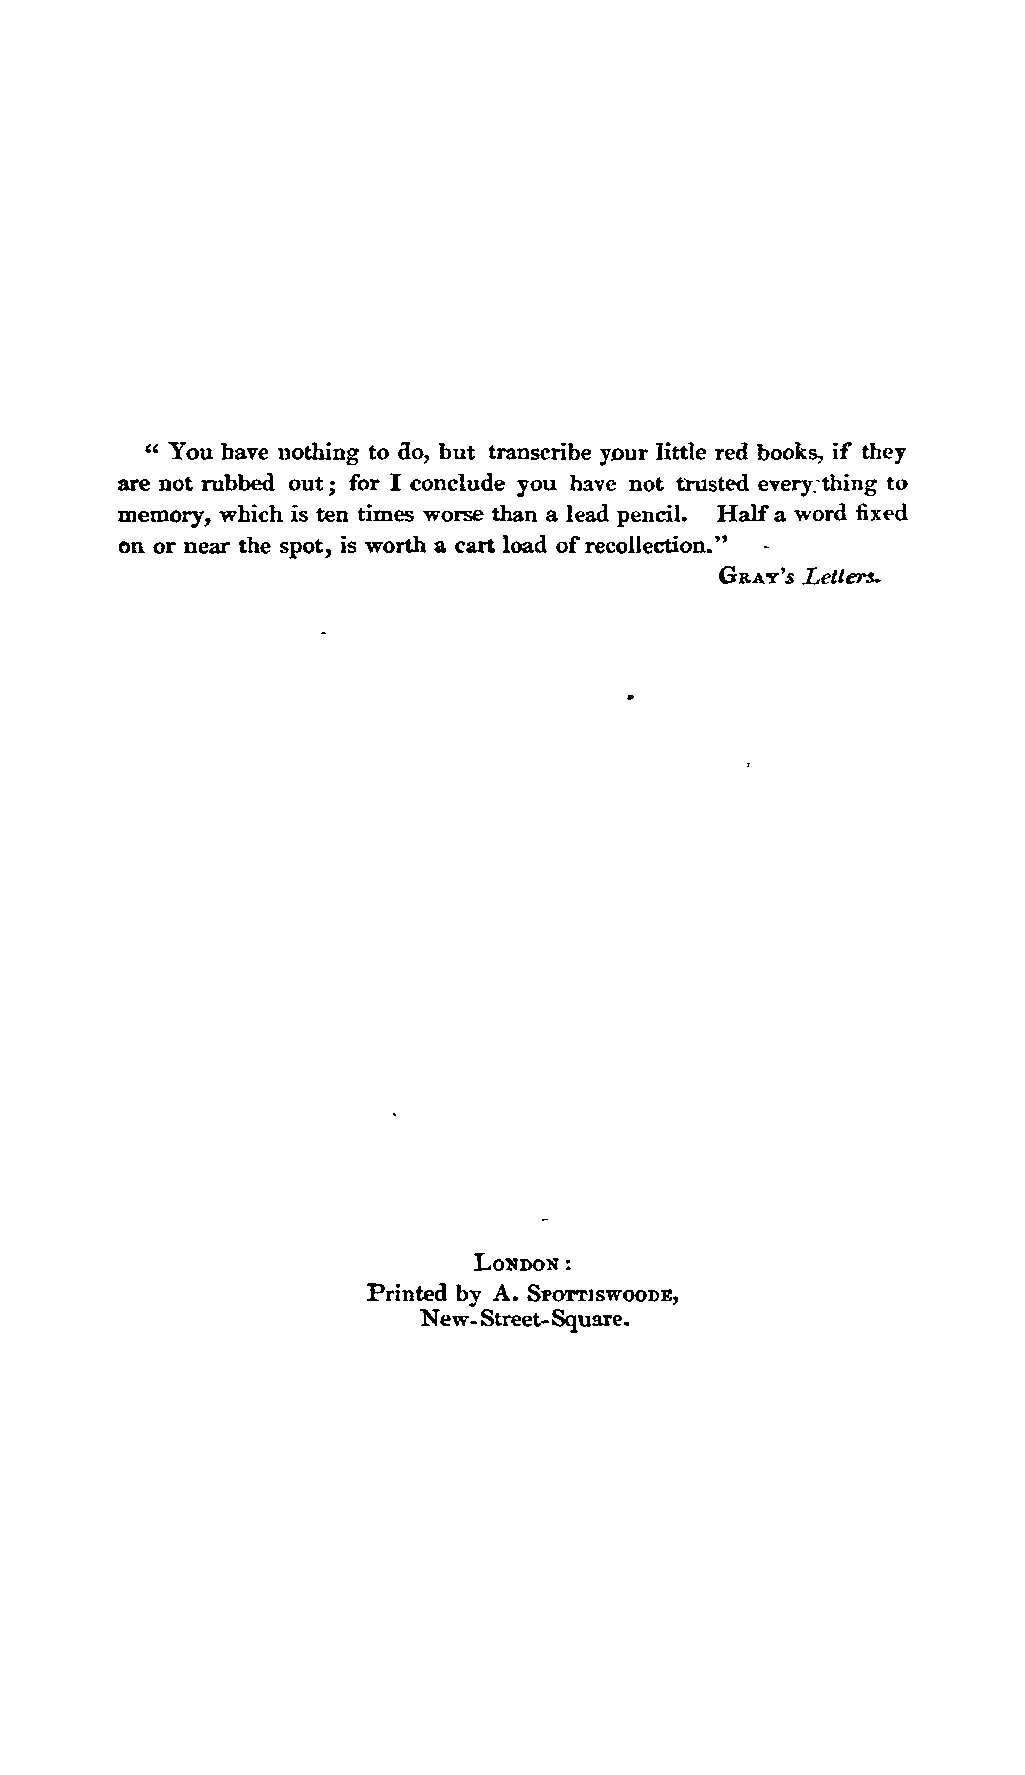 “ You have nothing to do, but transcribe your little red books, if they
are not rubbed out; for I conclude you have not trusted every thing to
memory, which is ten times worse than a lead pencil. Half a word fixed
on or near the spot, is worth a cart load of recollection.”
GRAY’s Letters.
LONDON :
Printed by A. SPOTTISWOODE,
New-Street-Square.